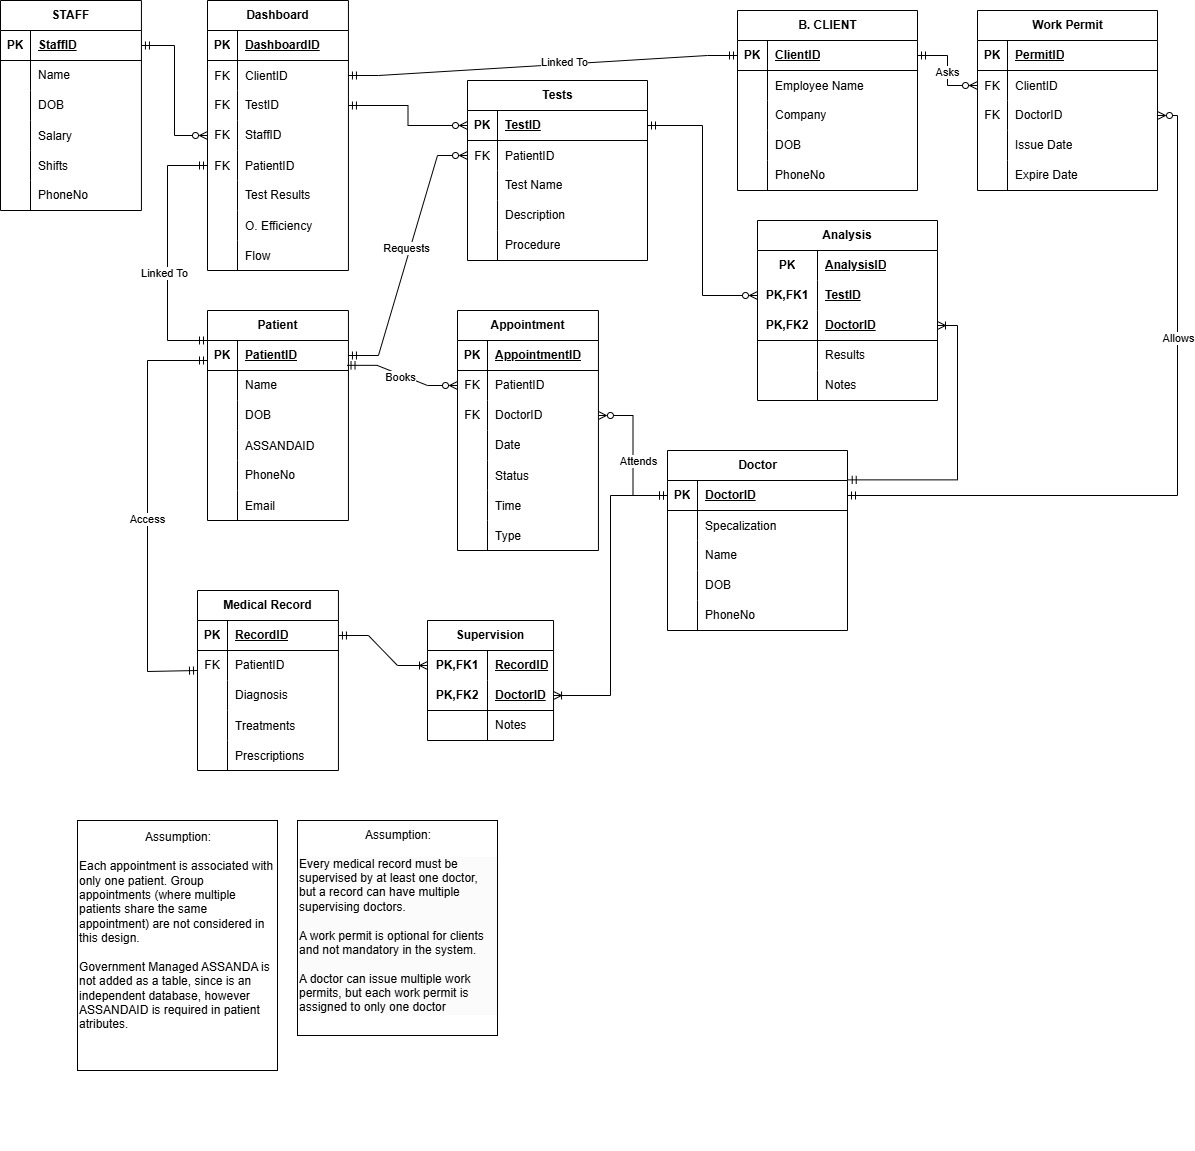 STAFF
PK StaffID
Name
DOB
Salary
Shifts
PhoneNo
Dashboard
PK DashboardID
FK ClientID
FK TestID
FK StaffID
FK PatientID
Test Results
O. Efficiency
Flow
Linked To
B. CLIENT
PK ClientID
Employee Name
Company
DOB
PhoneNo
Asks
Work Permit
PK PermitID
FK ClientID
FK DoctorID
Issue Date
Expire Date
Tests
PK TestID
FK PatientID
Test Name
Description
Procedure
Requests
Linked To
Analysis
PK AnalysisID
PK,FK1 TestID
PK,FK2 DoctorID
Results
Notes
Allows
Patient
PK PatientID
Name
DOB
ASSANDAID
PhoneNo
Email
Books
Appointment
PK AppointmentID
FK PatientID
FK DoctorID
Date
Status
Time
Type
Attends
Doctor
PK DoctorID
Specalization
Name
DOB
PhoneNo
Access
Medical Record
PK RecordID
FK PatientID
Diagnosis
Treatments
Prescriptions
Supervision
PK,FK1 RecordID
PK,FK2 DoctorID
Notes
Assumption:
Each appointment is associated with
only one patient. Group
appointments (where multiple
patients share the same
appointment) are not considered in
this design.
Government Managed ASSANDA is
not added as a table, since is an
independent database, however
ASSANDAID is required in patient
atributes.
Assumption:
Every medical record must be
supervised by at least one doctor,
but a record can have multiple
supervising doctors.
A work permit is optional for clients
and not mandatory in the system.
A doctor can issue multiple work
permits, but each work permit is
assigned to only one doctor